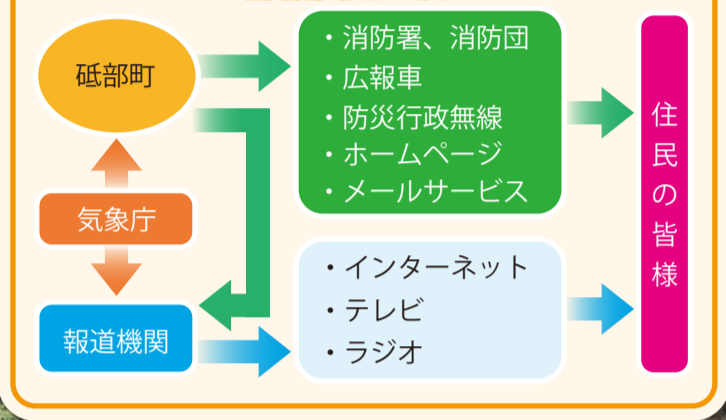 砥部町
・消防署、消防団
・広報車
・防災行政無線
・ホームページ
・メールサービス
住民の皆様
気象庁
報道機関
・インターネット
・テレビ
・ラジオ